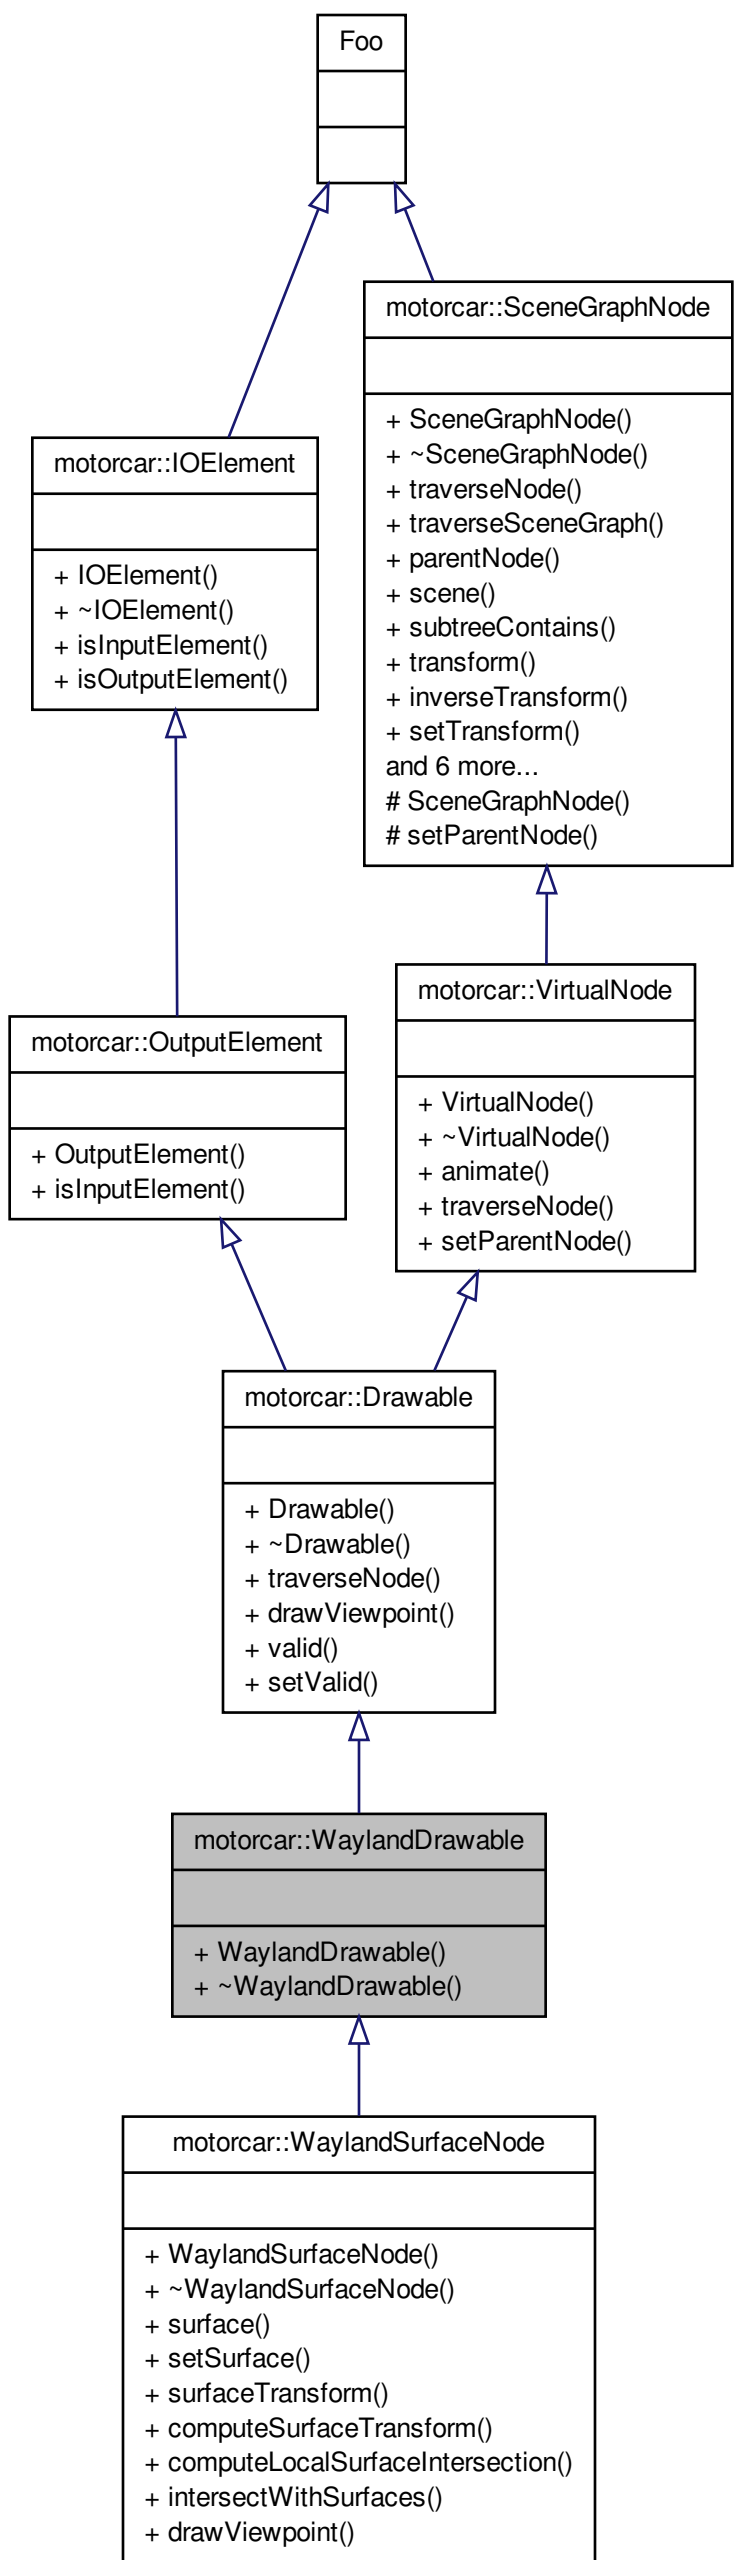 Foo
motorcar::SceneGraphNode
+ SceneGraphNode()
+ ~SceneGraphNode()
+ traverseNode()
+ traverseSceneGraph()
+ parentNode()
+ scene()
+ subtreeContains()
+ transform()
+ inverseTransform()
+ setTransform()
and 6 more...
# SceneGraphNode()
# setParentNode()
motorcar::IOElement
+ IOElement()
+ ~IOElement()
+ isInputElement()
+ isOutputElement()
motorcar::VirtualNode
+ VirtualNode()
+ ~VirtualNode()
+ animate()
+ traverseNode()
+ setParentNode()
motorcar::OutputElement
+ OutputElement()
+ isInputElement()
motorcar::Drawable
+ Drawable()
+ ~Drawable()
+ traverseNode()
+ drawViewpoint()
+ valid()
+ setValid()
motorcar::WaylandDrawable
+ WaylandDrawable()
+ ~WaylandDrawable()
motorcar::WaylandSurfaceNode
+ WaylandSurfaceNode()
+ ~WaylandSurfaceNode()
+ surface()
+ setSurface()
+ surfaceTransform()
+ computeSurfaceTransform()
+ computeLocalSurfaceIntersection()
+ intersectWithSurfaces()
+ drawViewpoint()